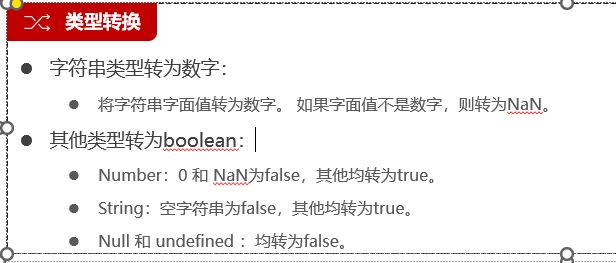 类型转换
字符串类型转为数字：
将字符串字面值转为数字。 如果字面值不是数字，则转为NaN。
其他类型转为boolean：
Number：0 和 NaN为false，其他均转为true。
String：空字符串为false，其他均转为true。
Null 和 undefined ：均转为false。